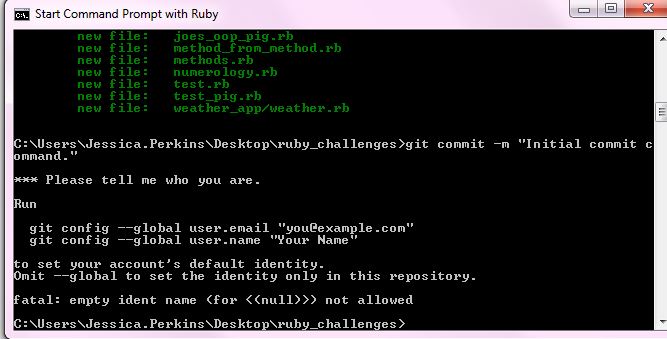 Start Command Prompt with Ruby
new file:   joes_oop_pig.rb
new file:   method_from_method.rb
new file:   methods.rb
new file:   numerology.rb
new file:   test.rb
new file:   test_pig.rb
new file:   weather_app/weather.rb
C:\Users\Jessica.Perkins\Desktop\ruby_challenges>git commit -m "Initial commit c
ommand."
*** Please tell me who you are.
Run
git config --global user.email "you@example.com"
git config --global user.name "Your Name"
to set your account's default identity.
Omit --global to set the identity only in this repository.
fatal: empty ident name (for <(null)>) not allowed
C:\Users\Jessica.Perkins\Desktop\ruby_challenges>